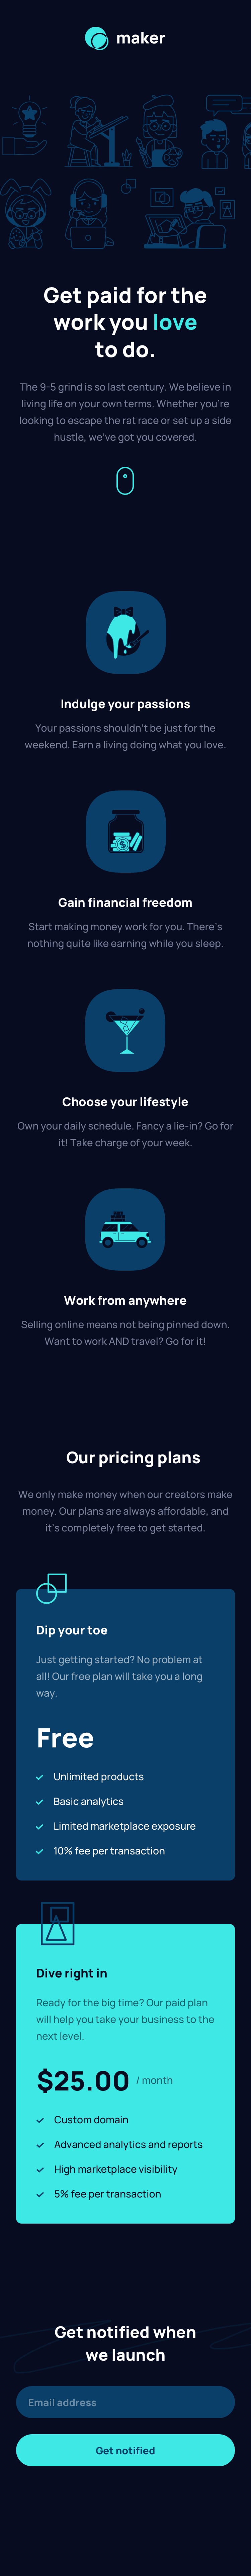 maker
Get paid for the
work you love
to do.
The 9-5 grind is so last century. We believe in
living life on your own terms. Whether you're
looking to escape the rat race or set up a side
hustle, we've got you covered.
Indulge your passions
Your passions shouldn't be just for the
weekend. Earn a living doing what you love.
Gain financial freedom
Start making money work for you. There's
nothing quite like earning while you sleep.
Choose your lifestyle
Own your daily schedule. Fancy a lie-in? Go for
it! Take charge of your week.
Work from anywhere
Selling online means not being pinned down.
Want to work AND travel? Go for it!
Our pricing plans
We only make money when our creators make
money. Our plans are always affordable, and
it's completely free to get started.
Dip your toe
Just getting started? No problem at
all! Our free plan will take you a long
way.
Free
Unlimited products
Basic analytics
Limited marketplace exposure
10% fee per transaction
Dive right in
Ready for the big time? Our paid plan
will help you take your business to the
next level.
$25.00 / month
Custom domain
Advanced analytics and reports
High marketplace visibility
5% fee per transaction
Get notified when
we launch
Email address
Get notified